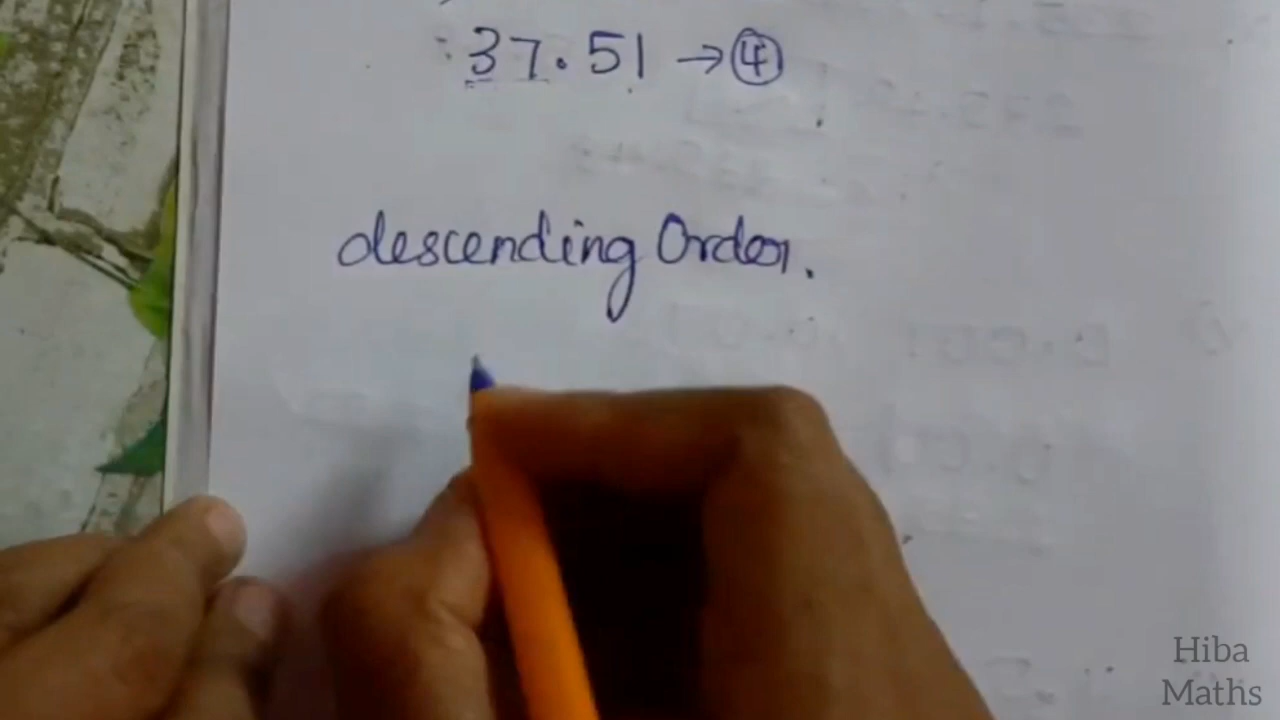 37.51 → ④
descending Order.
Hiba
Maths